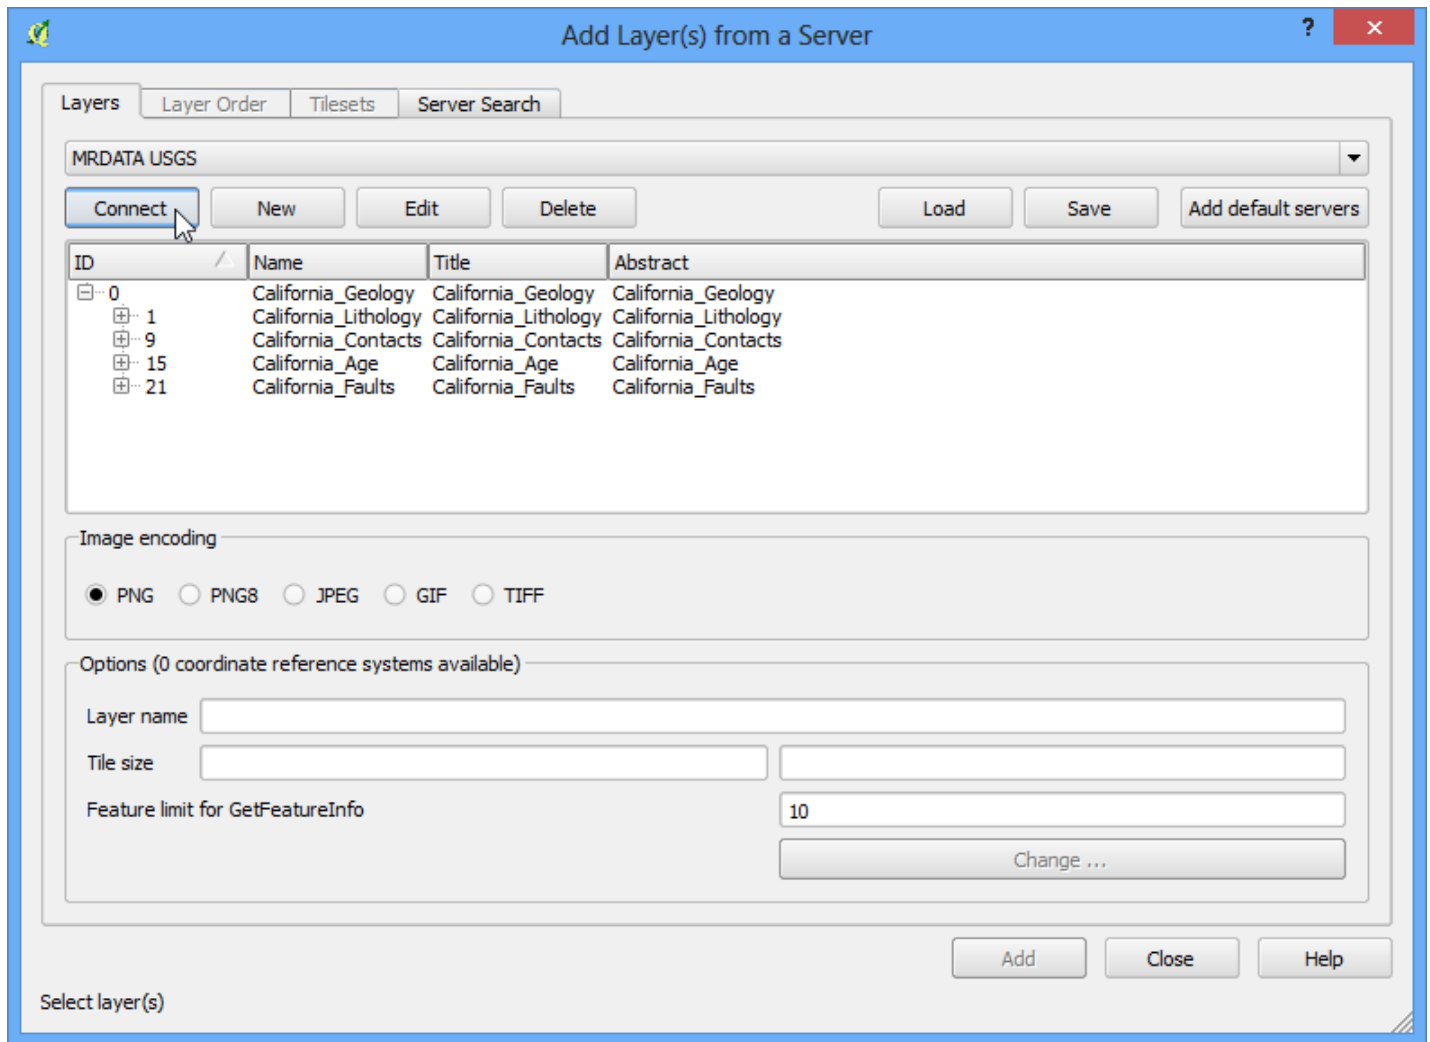 Add Layer(s) from a Server
?
Layers Layer Order Tilesets Server Search
MRDATA USGS
Connect New Edit Delete Load Save Add default servers
ID Name Title Abstract
0 California_Geology California_Geology California_Geology
1 California_Lithology California_Lithology California_Lithology
9 California_Contacts California_Contacts California_Contacts
15 California_Age California_Age California_Age
21 California_Faults California_Faults California_Faults
Image encoding
PNG PNG8 JPEG GIF TIFF
Options (0 coordinate reference systems available)
Layer name
Tile size
Feature limit for GetFeatureInfo 10
Change ...
Add Close Help
Select layer(s)